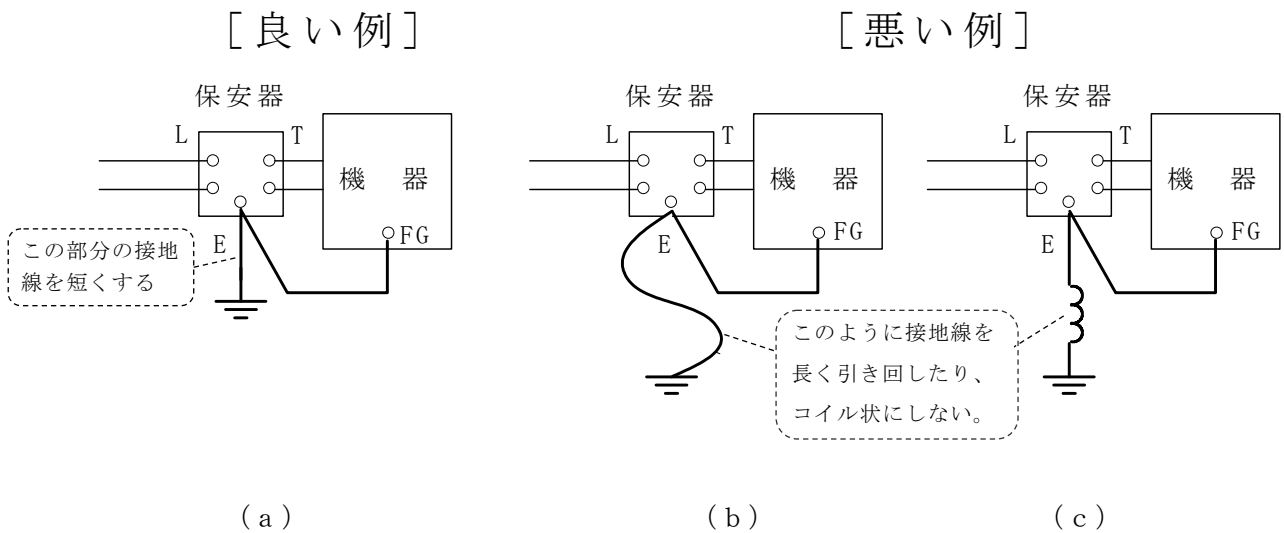 [良い例]
[悪い例]
保安器
L
T
機 器
E
FG
この部分の接地
線を短くする
(a)
保安器
L
T
機 器
E
FG
このように接地線を
長く引き回したり、
コイル状にしない。
(b)
保安器
L
T
機 器
E
FG
(c)